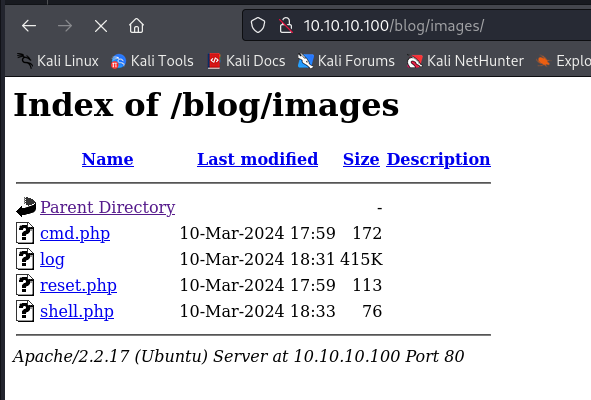 10.10.10.100/blog/images/
Kali Linux Kali Tools Kali Docs Kali Forums Kali NetHunter Explo
Index of /blog/images
Name Last modified Size Description
Parent Directory -
cmd.php 10-Mar-2024 17:59 172
log 10-Mar-2024 18:31 415K
reset.php 10-Mar-2024 17:59 113
shell.php 10-Mar-2024 18:33 76
Apache/2.2.17 (Ubuntu) Server at 10.10.10.100 Port 80